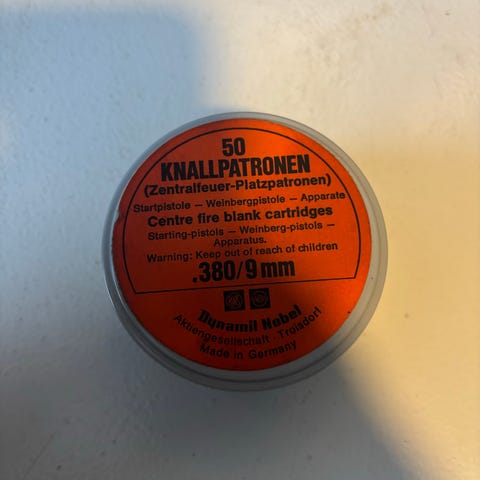 50
KNALLPATRONEN
(Zentralfeuer-Platzpatronen)
Startpistole — Weinbergpistole — Apparate
Centre fire blank cartridges
Starting-pistols — Weinberg-pistols —
Apparatus.
Warning: Keep out of reach of children
.380/9 mm
Dynamit Nobel
Aktiengesellschaft · Troisdorf
Made in Germany